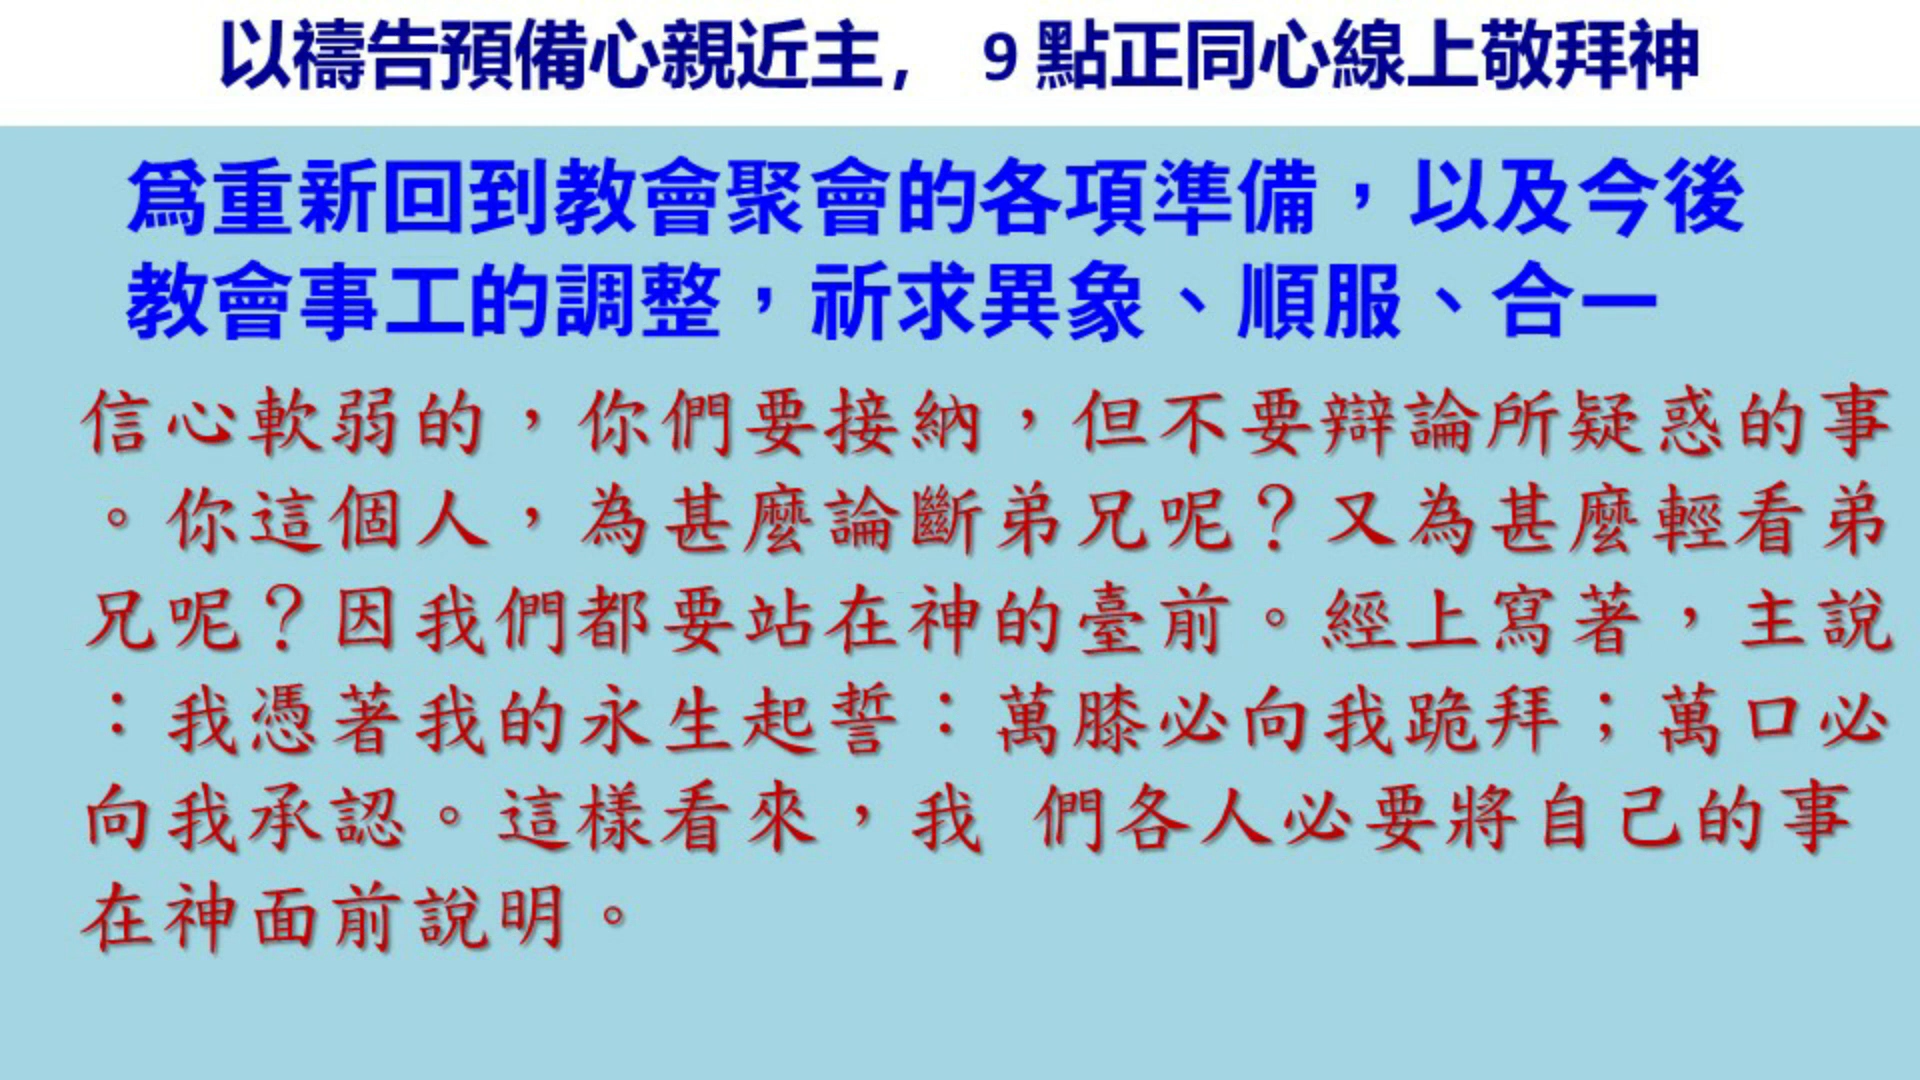 以禱告預備心親近主, 9 點正同心線上敬拜神
爲重新回到教會聚會的各項準備，以及今後
教會事工的調整，祈求異象、順服、合一
信心軟弱的，你們要接納，但不要辯論所疑惑的事
。你這個人，為甚麼論斷弟兄呢？又為甚麼輕看弟
兄呢？因我們都要站在神的臺前。經上寫著，主說
：我憑著我的永生起誓：萬膝必向我跪拜；萬口必
向我承認。這樣看來，我 們各人必要將自己的事
在神面前說明。